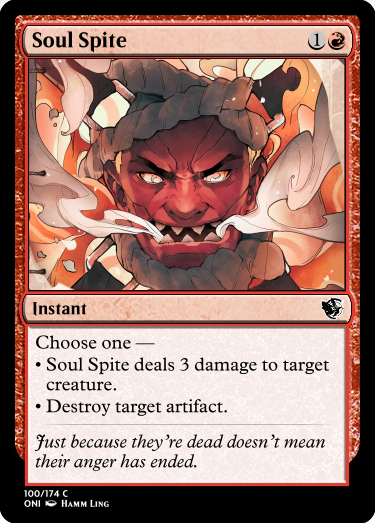 Soul Spite 1
Instant
Choose one —
• Soul Spite deals 3 damage to target
creature.
• Destroy target artifact.
Just because they’re dead doesn’t mean
their anger has ended.
100/174 C
ONI Hamm Ling